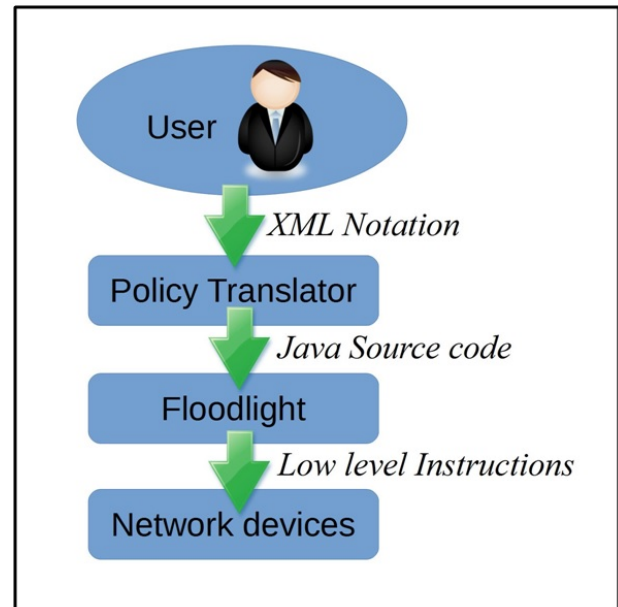 User
XML Notation
Policy Translator
Java Source code
Floodlight
Low level Instructions
Network devices